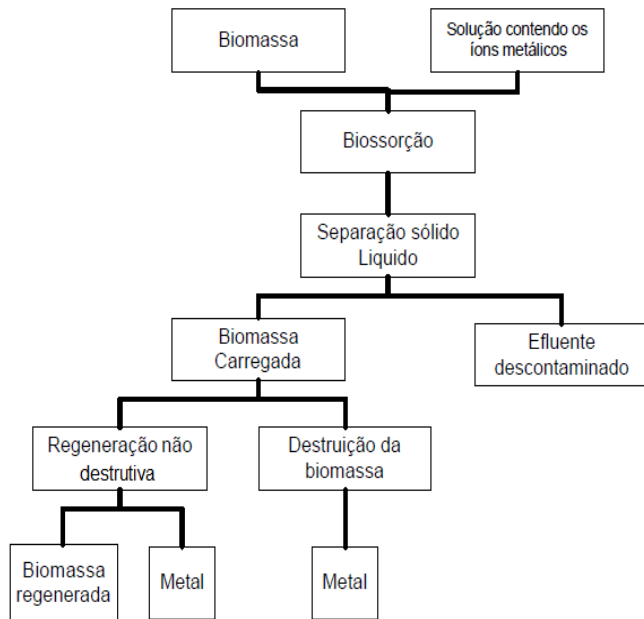 Biomassa
Solução contendo os
íons metálicos
Biossorção
Separação sólido
Liquido
Biomassa
Carregada
Efluente
descontaminado
Regeneração não
destrutiva
Destruição da
biomassa
Biomassa
regenerada
Metal
Metal